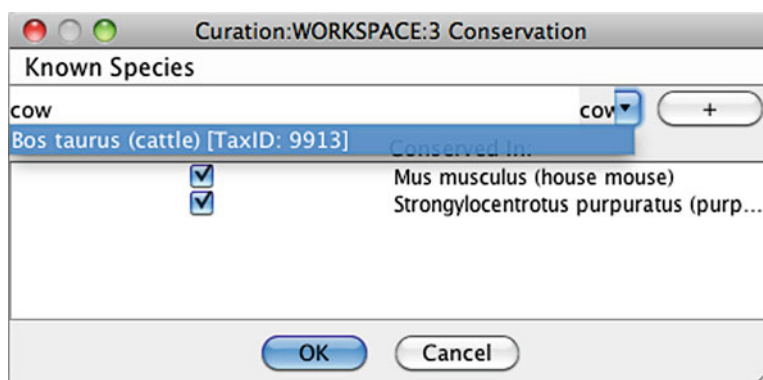 Curation:WORKSPACE:3 Conservation
Known Species
cow cow +
Bos taurus (cattle) [TaxID: 9913]
Conserved In:
Mus musculus (house mouse)
Strongylocentrotus purpuratus (purp...
OK Cancel